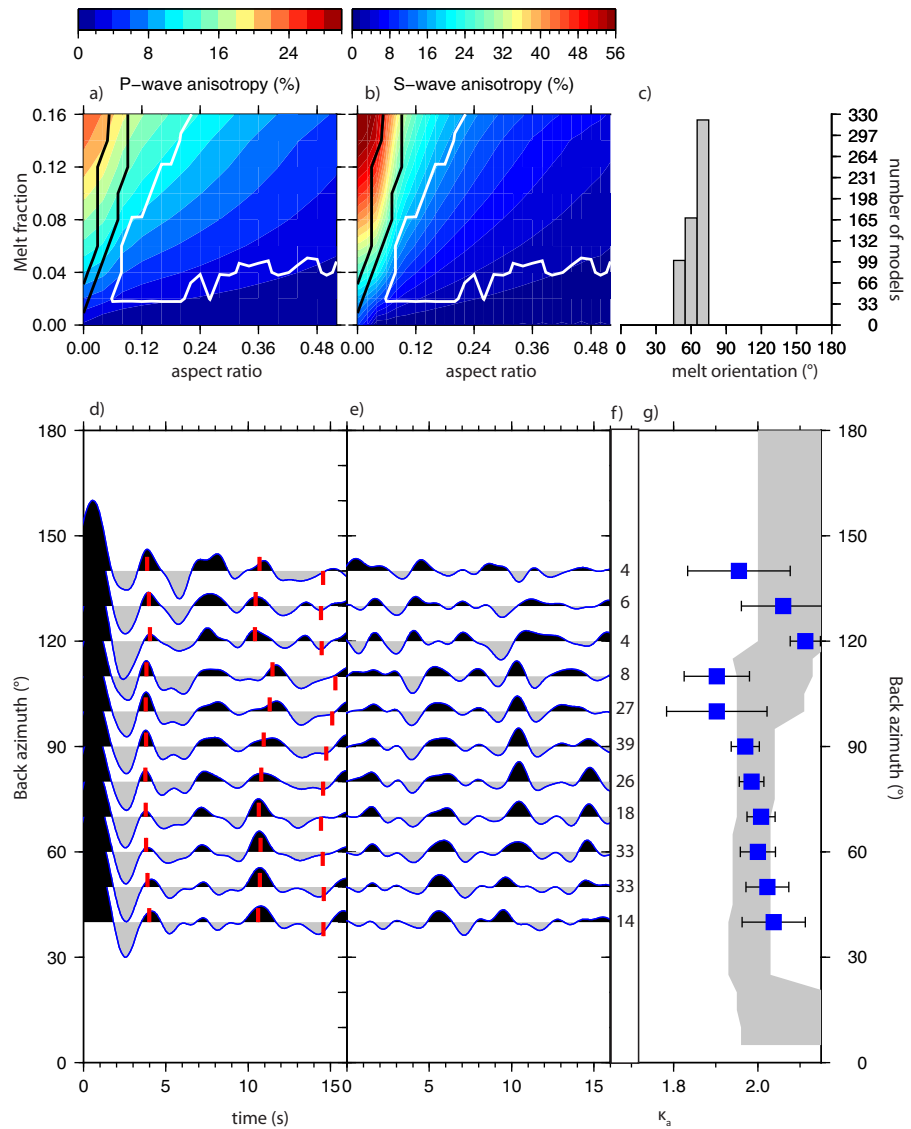 0 8 16 24
0 8 16 24 32 40 48 56
P-wave anisotropy (%)
S-wave anisotropy (%)
a)
b)
c)
0.16
0.12
0.08
0.04
0.00
Melt fraction
0.00 0.12 0.24 0.36 0.48
aspect ratio
0.00 0.12 0.24 0.36 0.48
aspect ratio
330
297
264
231
198
165
132
99
66
33
0
number of models
0 30 60 90 120 150 180
melt orientation (°)
d)
e)
f)
g)
180
150
120
90
60
30
0
Back azimuth (°)
0 5 10 15
0 5 10 15
time (s)
4
6
4
8
27
39
26
18
33
33
14
180
150
120
90
60
30
0
Back azimuth (°)
1.8 2.0
κa